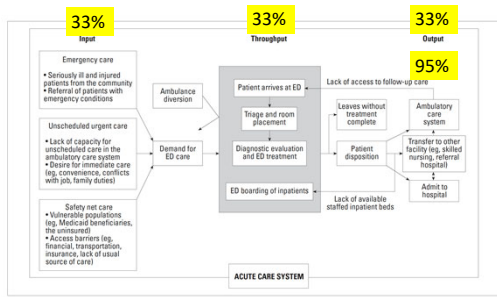 33%
33%
33%
Input
Throughput
Output
95%
Emergency care
• Seriously ill and injured
patients from the community
• Referral of patients with
emergency conditions
Unscheduled urgent care
• Lack of capacity for
unscheduled care in the
ambulatory care system
• Desire for immediate care
(eg, convenience, conflicts
with job, family duties)
Safety net care
• Vulnerable populations
(eg, Medicaid beneficiaries,
the uninsured)
• Access barriers (eg,
financial, transportation,
insurance, lack of usual
source of care)
Ambulance
diversion
Demand for
ED care
Patient arrives at ED
Triage and room
placement
Diagnostic evaluation
and ED treatment
ED boarding of inpatients
Lack of access to follow-up care
Leaves without
treatment
complete
Patient
disposition
Lack of available
staffed inpatient beds
Ambulatory
care
system
Transfer to other
facility (eg, skilled
nursing, referral
hospital)
Admit to
hospital
ACUTE CARE SYSTEM